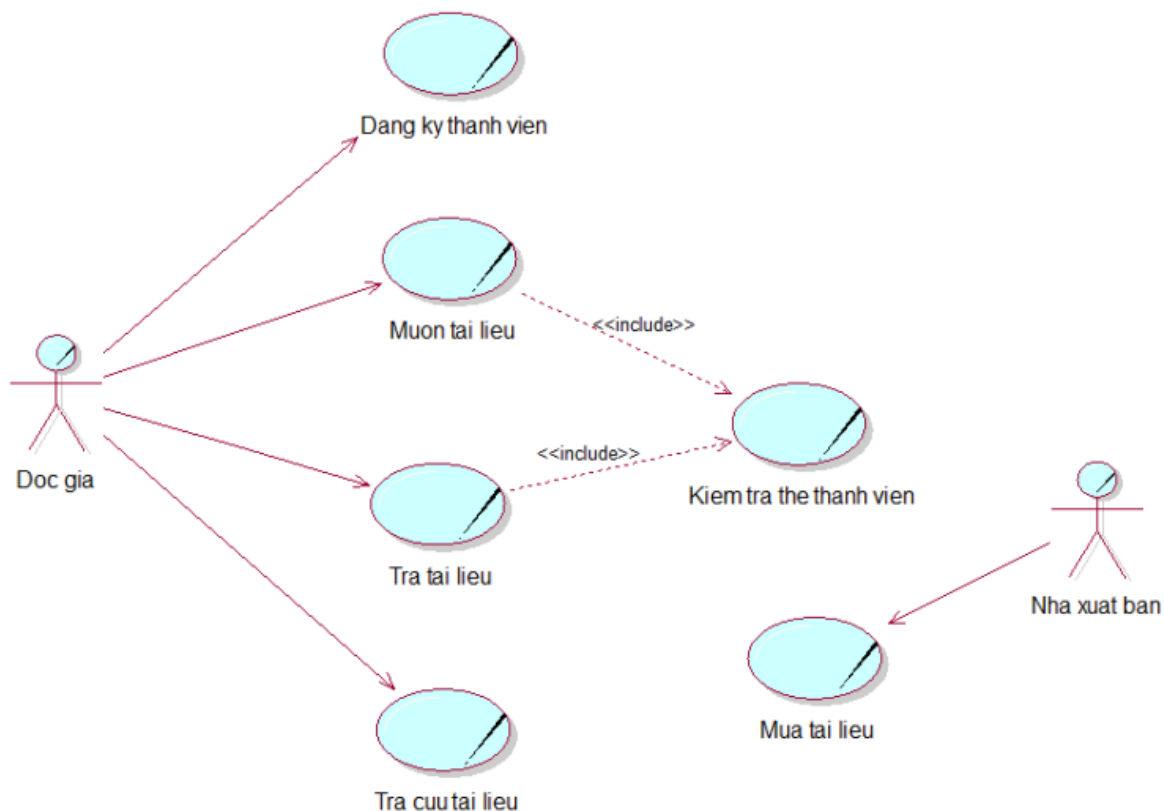 Dang ky thanh vien
Muon tai lieu
<<include>>
Doc gia
<<include>>
Kiem tra the thanh vien
Tra tai lieu
Nha xuat ban
Mua tai lieu
Tra cuu tai lieu